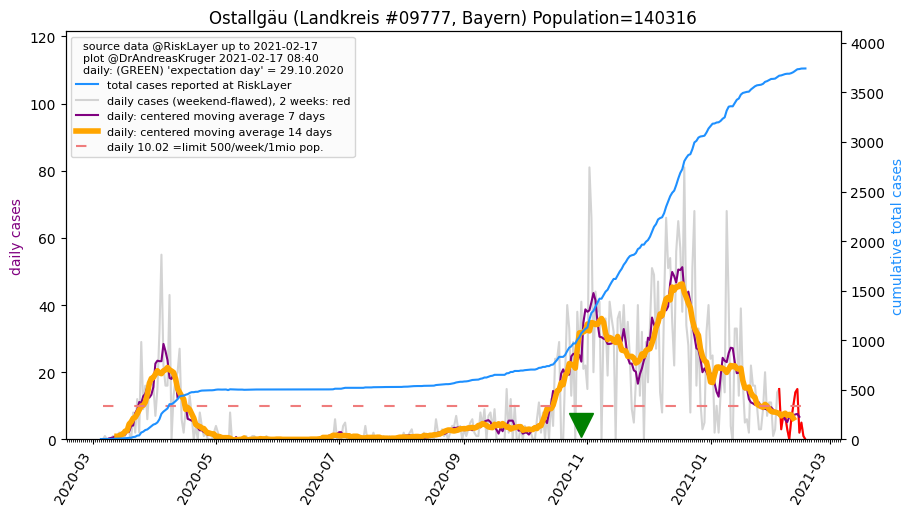 Ostallgäu (Landkreis #09777, Bayern) Population=140316
source data @RiskLayer up to 2021-02-17
plot @DrAndreasKruger 2021-02-17 08:40
daily: (GREEN) 'expectation day' = 29.10.2020
total cases reported at RiskLayer
daily cases (weekend-flawed), 2 weeks: red
daily: centered moving average 7 days
daily: centered moving average 14 days
daily 10.02 =limit 500/week/1mio pop.
daily cases
120
100
80
60
40
20
0
cumulative total cases
4000
3500
3000
2500
2000
1500
1000
500
0
2020-03
2020-05
2020-07
2020-09
2020-11
2021-01
2021-03